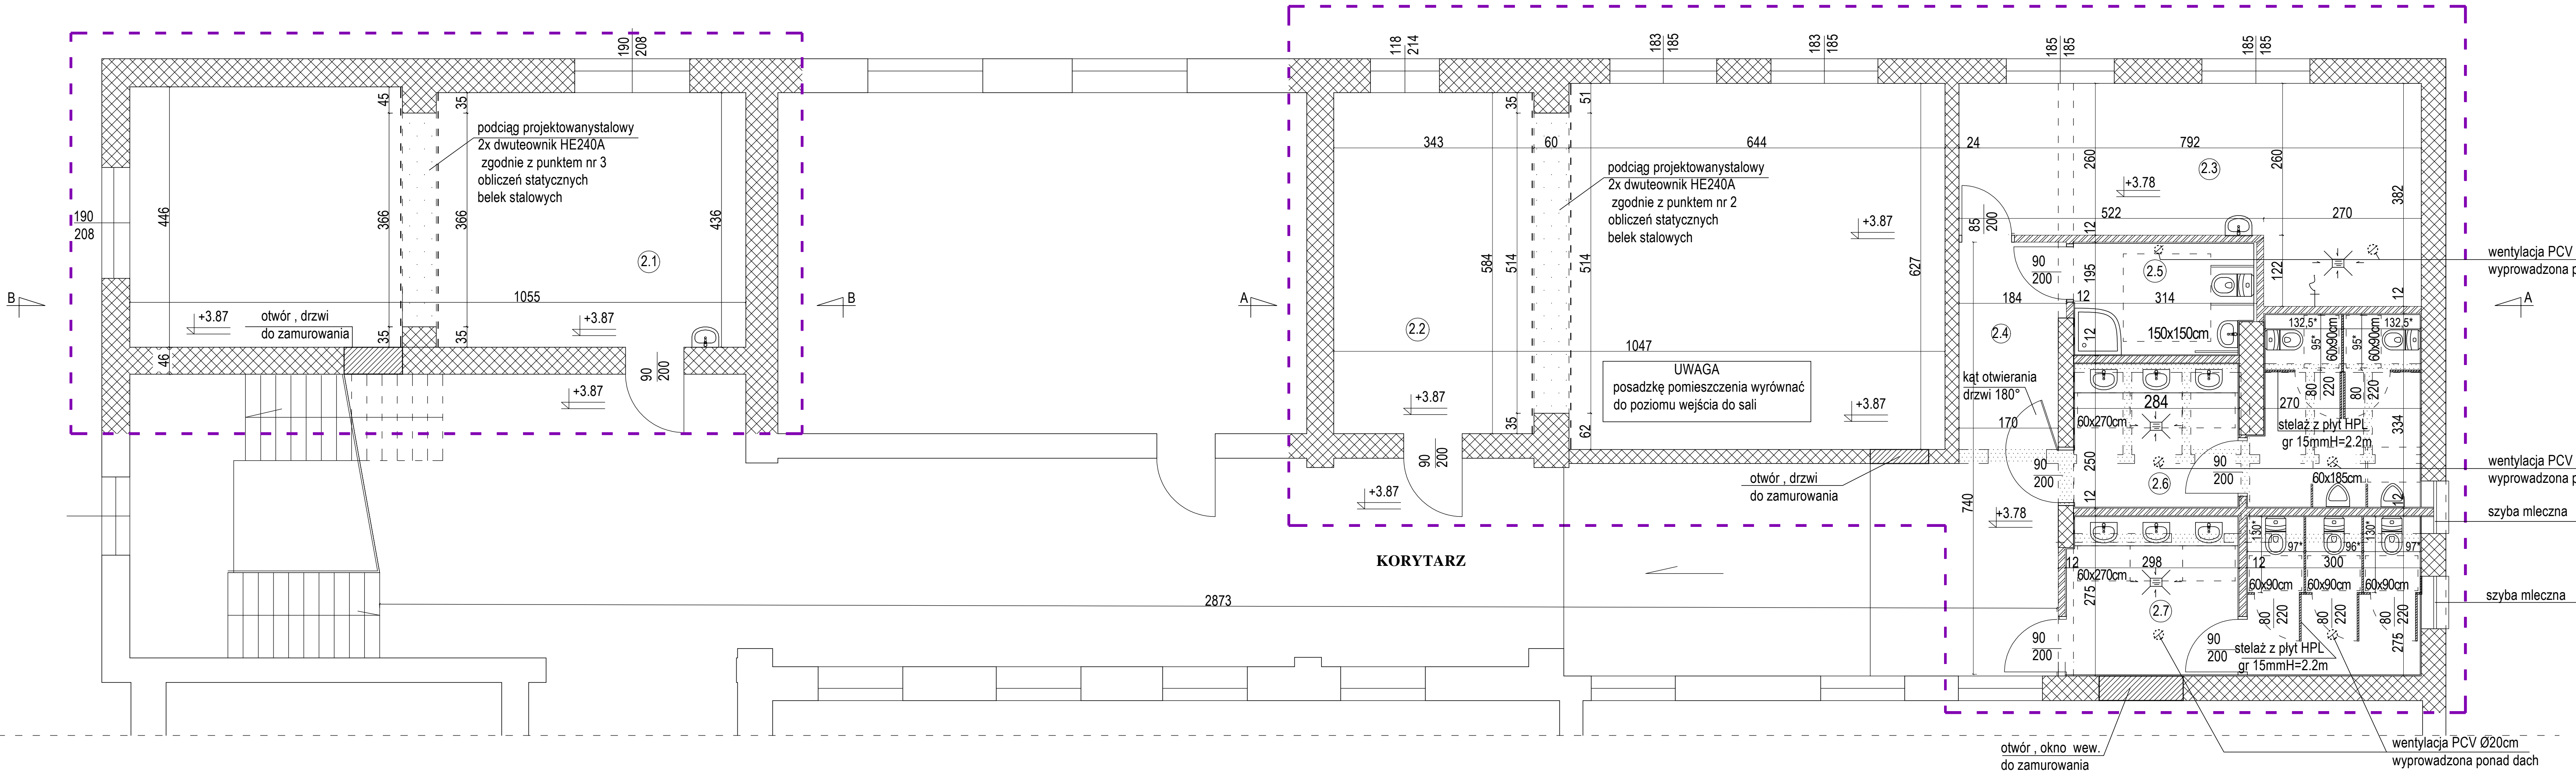 190
208
118
214
183
185
183
185
185
185
185
185
45
35
35
51
podciąg projektowanystalowy
2x dwuteownik HE240A
zgodnie z punktem nr 3
obliczeń statycznych
belek stalowych
343
60
644
24
792
260
260
2.3
podciąg projektowanystalowy
2x dwuteownik HE240A
zgodnie z punktem nr 2
obliczeń statycznych
belek stalowych
+3.78
382
446
366
366
436
190
208
+3.87
85
200
522
12
270
2.1
584
514
514
627
90
200
195
2.5
122
wentylacja PCV
wyprowadzona p
B
1055
B
A
184
12
314
12
A
+3.87
otwór , drzwi
do zamurowania
+3.87
35
35
46
2.2
2.4
12
150x150cm
132,5*
132,5*
95*
60x90cm
95*
60x90cm
1047
UWAGA
posadzkę pomieszczenia wyrównać
do poziomu wejścia do sali
90
200
+3.87
+3.87
+3.87
kąt otwierania
drzwi 180°
284
80
220
80
220
270
35
62
170
60x270cm
stelaż z płyt HPL
gr 15mmH=2.2m
334
90
200
otwór , drzwi
do zamurowania
90
200
250
90
200
60x185cm
wentylacja PCV
wyprowadzona p
+3.87
740
12
2.6
12
szyba mleczna
+3.78
KORYTARZ
130*
97*
96*
130*
97*
12
298
12
300
60x270cm
60x90cm
60x90cm
60x90cm
2873
275
2.7
80
220
80
220
80
220
szyba mleczna
90
200
90
200
stelaż z płyt HPL
gr 15mmH=2.2m
275
otwór , okno wew.
do zamurowania
wentylacja PCV Ø20cm
wyprowadzona ponad dach